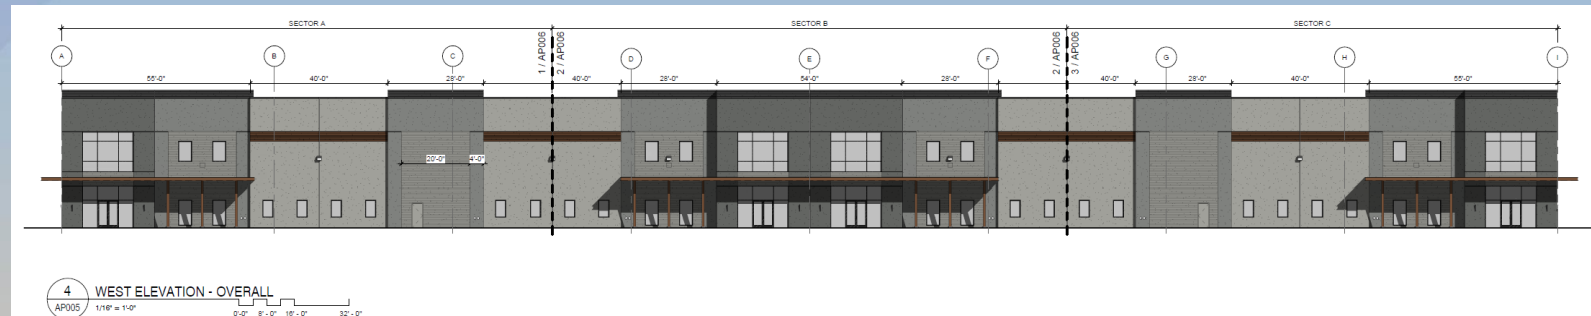 SECTOR A SECTOR B SECTOR C
A B C 1 / AP006 2 / AP006 D E F 2 / AP006 3 / AP006 G H I
55'-0" 40'-0" 28'-0" 40'-0" 28'-0" 54'-0" 28'-0" 40'-0" 28'-0" 40'-0" 55'-0"
20'-0" 4'-0"
4 WEST ELEVATION - OVERALL
AP005 1/16" = 1'-0"
0'-0" 8' - 0" 16' - 0" 32' - 0"